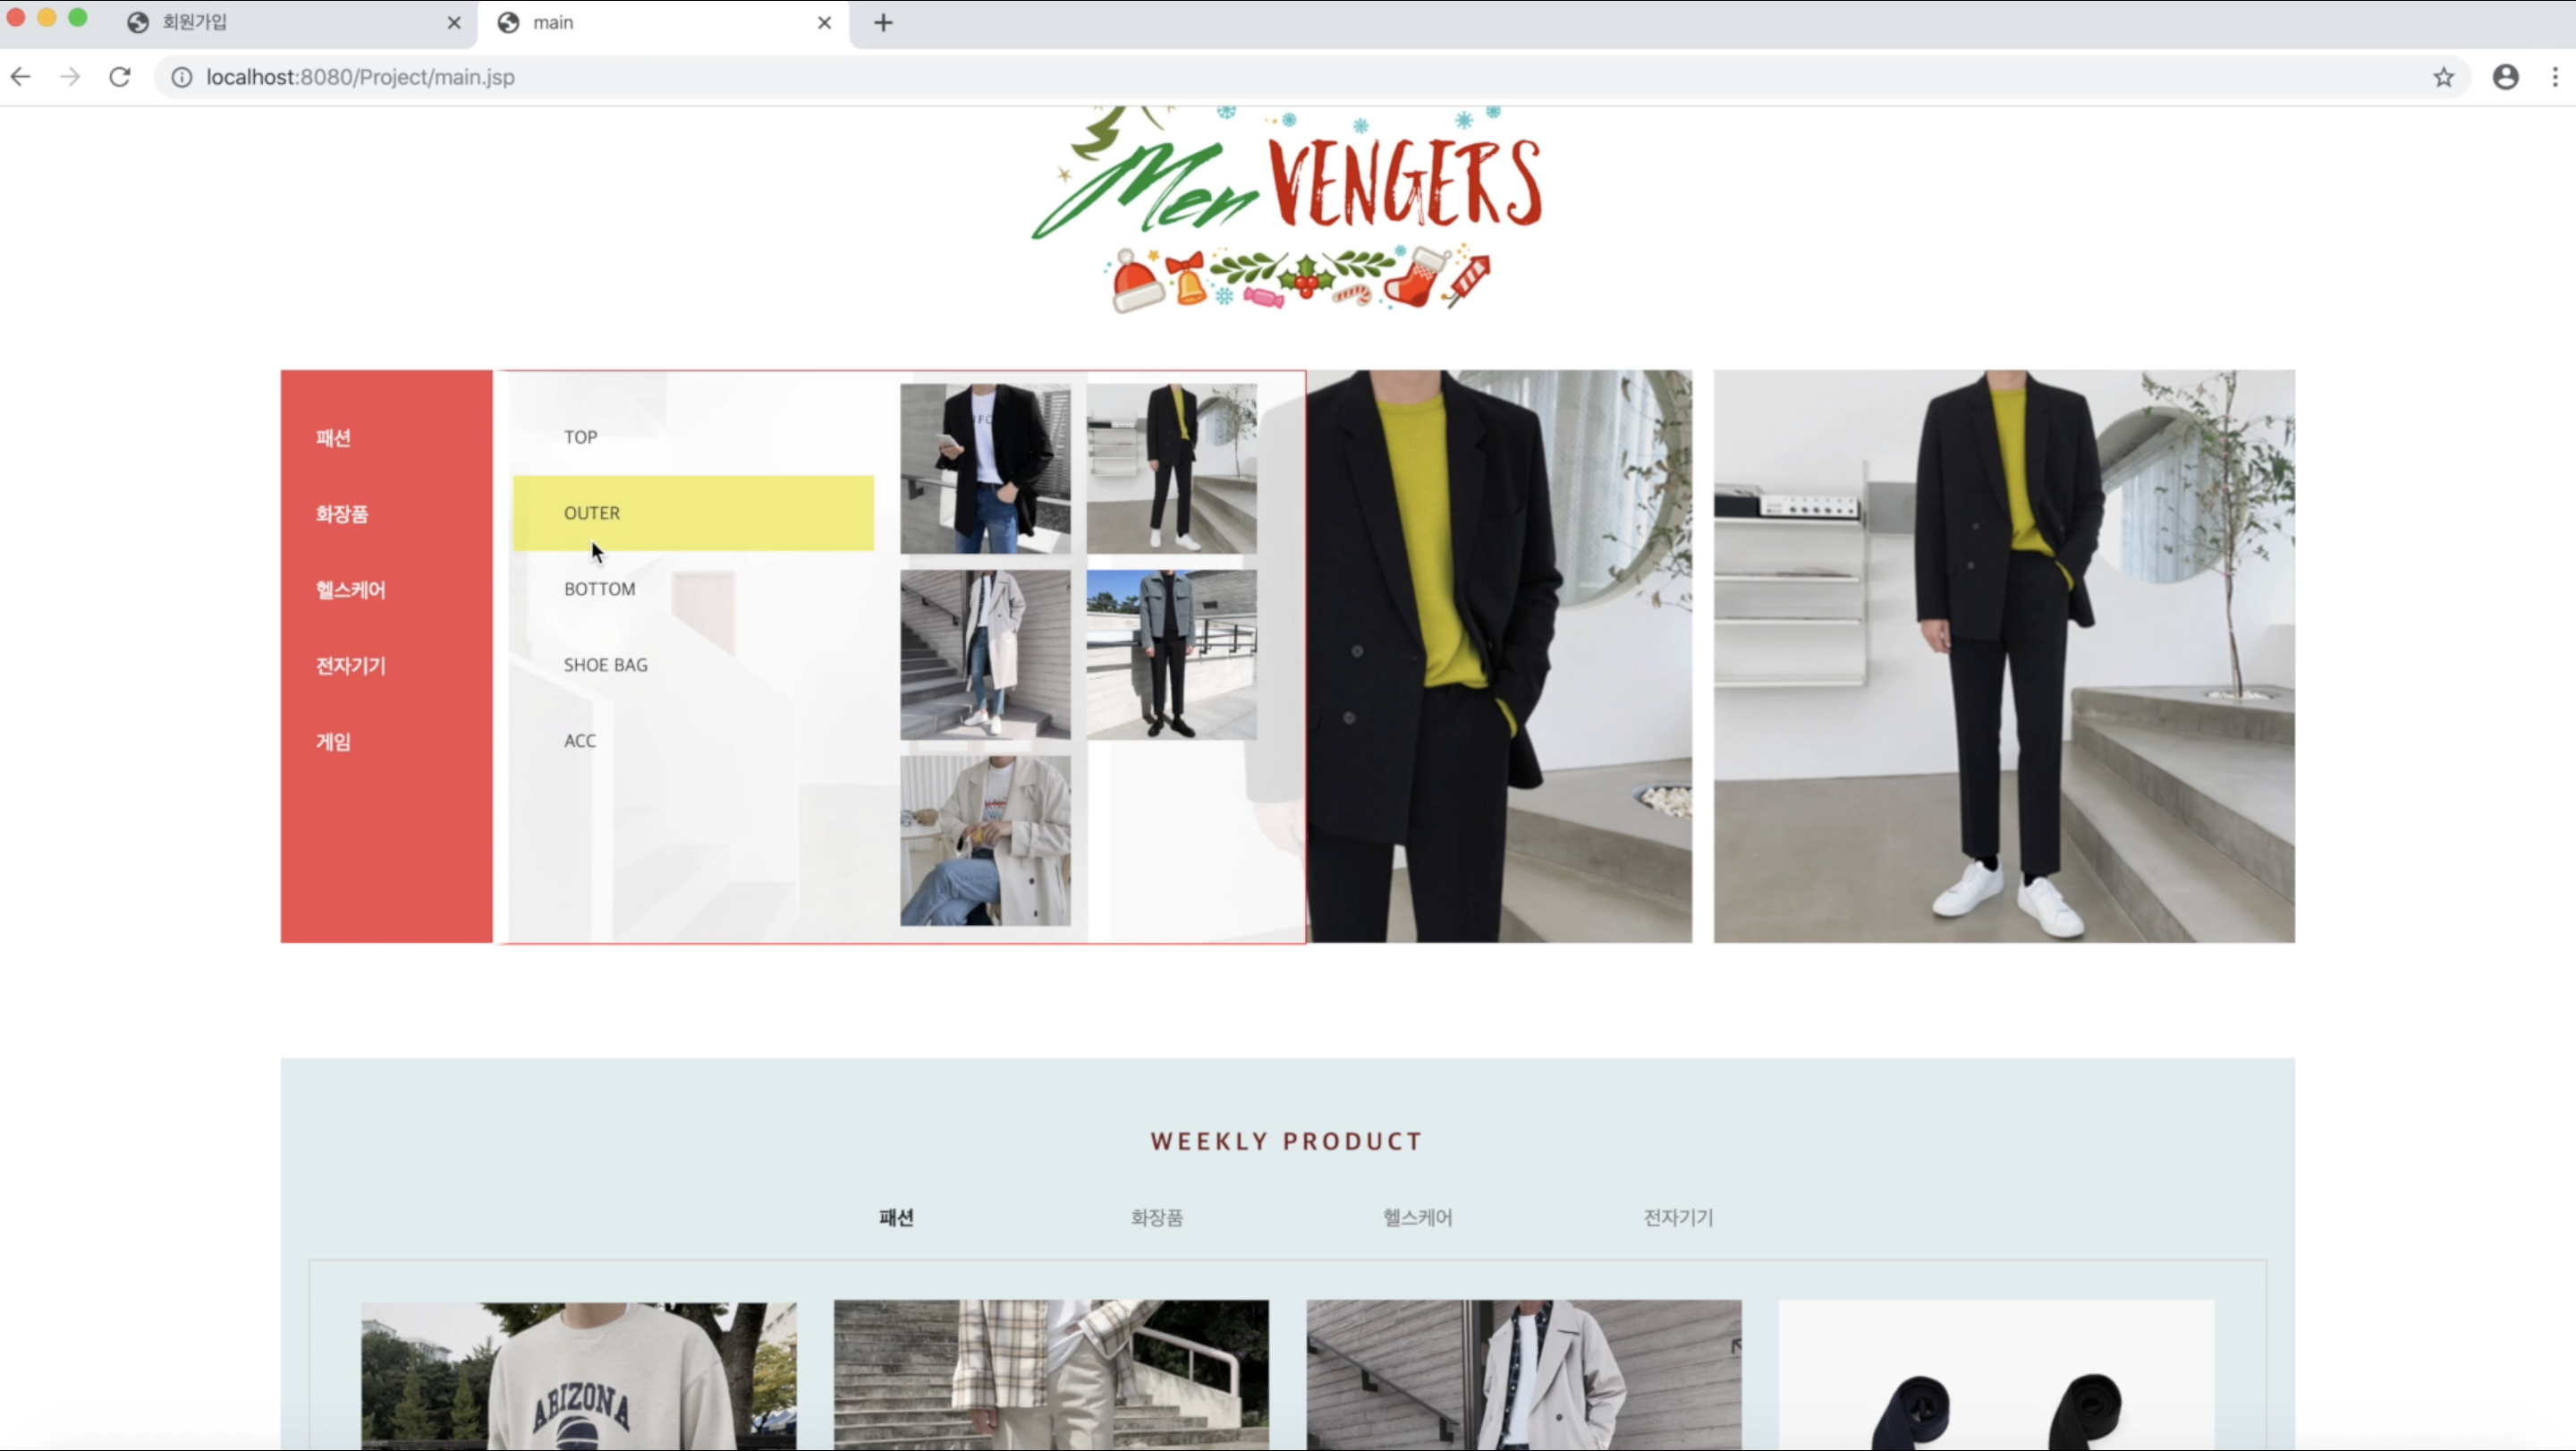 회원가입
main
localhost:8080/Project/main.jsp
Men VENGERS
패션
화장품
헬스케어
전자기기
게임
TOP
OUTER
BOTTOM
SHOE BAG
ACC
WEEKLY PRODUCT
패션 화장품 헬스케어 전자기기
ARIZONA